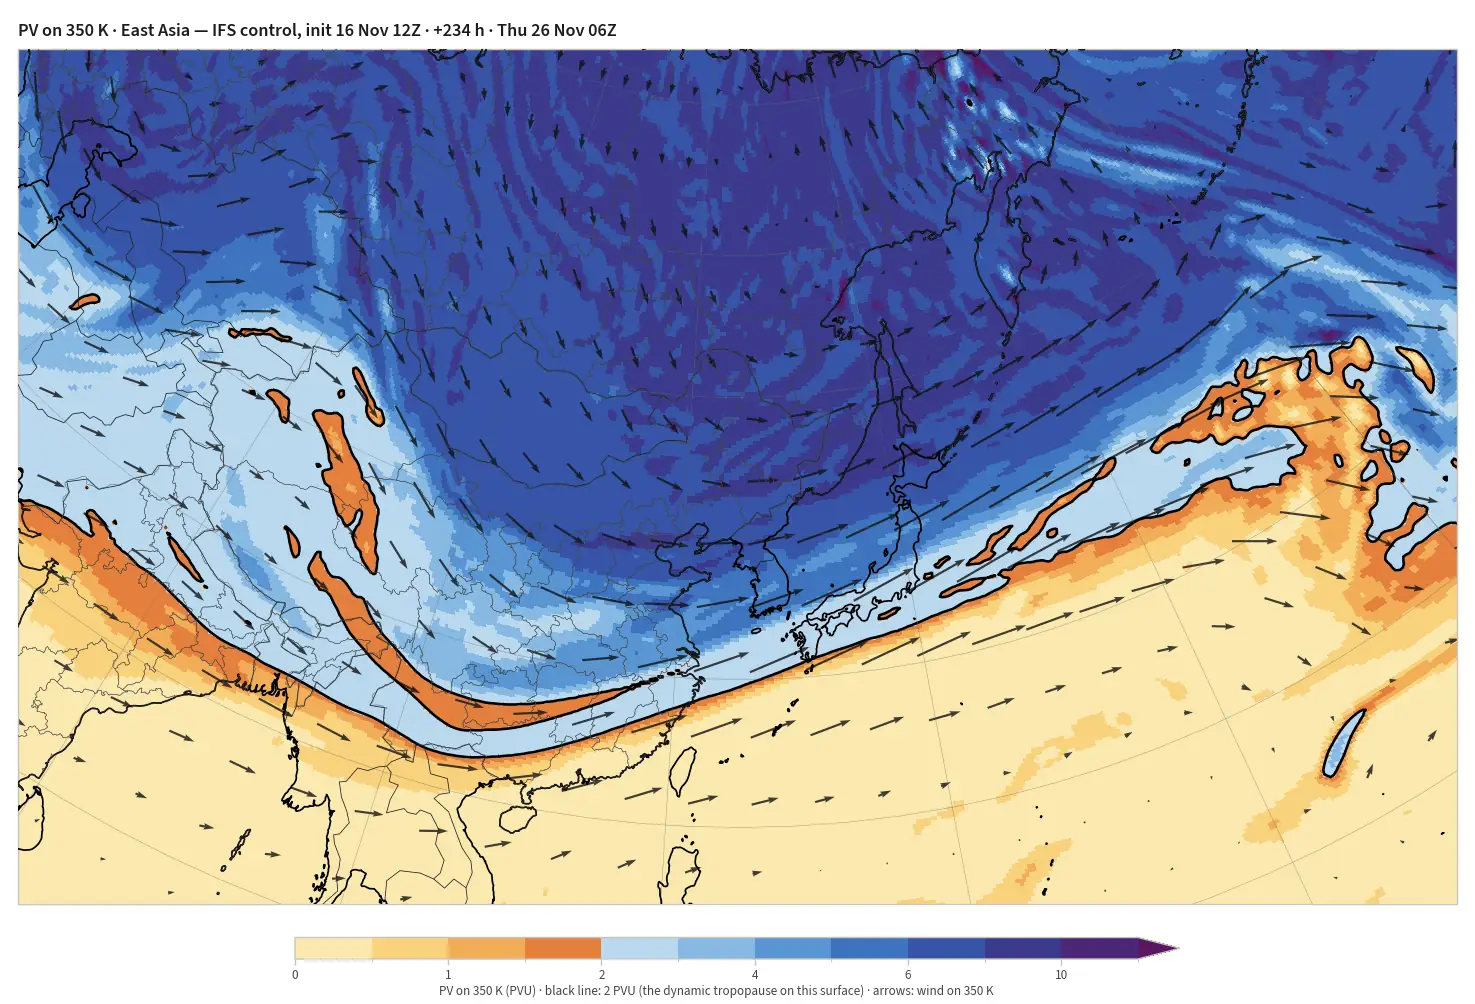 PV on 350 K · East Asia — IFS control, init 16 Nov 12Z · +234 h · Thu 26 Nov 06Z
0 1 2 4 6 10
PV on 350 K (PVU) · black line: 2 PVU (the dynamic tropopause on this surface) · arrows: wind on 350 K